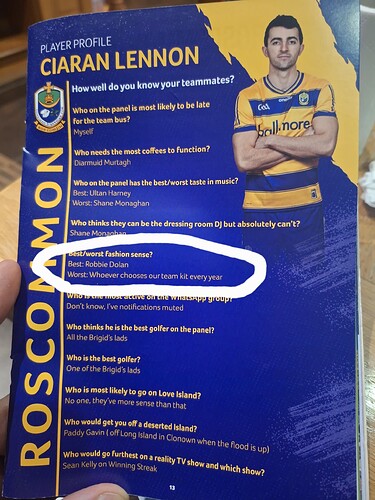 PLAYER PROFILE
CIARAN LENNON
How well do you know your teammates?
Who on the panel is most likely to be late
for the team bus?
Myself
Who needs the most coffees to function?
Diarmuid Murtagh
Who on the panel has the best/worst taste in music?
Best: Ultan Harney
Worst: Shane Monaghan
Who thinks they can be the dressing room DJ but absolutely can't?
Shane Monaghan
Best/worst fashion sense?
Best: Robbie Dolan
Worst: Whoever chooses our team kit every year
Who is the most active on the WhatsApp group?
Don't know, I've notifications muted
Who thinks he is the best golfer on the panel?
All the Brigid's lads
Who is the best golfer?
One of the Brigid's lads
Who is most likely to go on Love Island?
No one, they've more sense than that
Who would get you off a deserted Island?
Paddy Gavin ( off Long Island in Clonown when the flood is up)
Who would go furthest on a reality TV show and which show?
Sean Kelly on Winning Streak
13
ROSCOMMON
GAA
ballmore